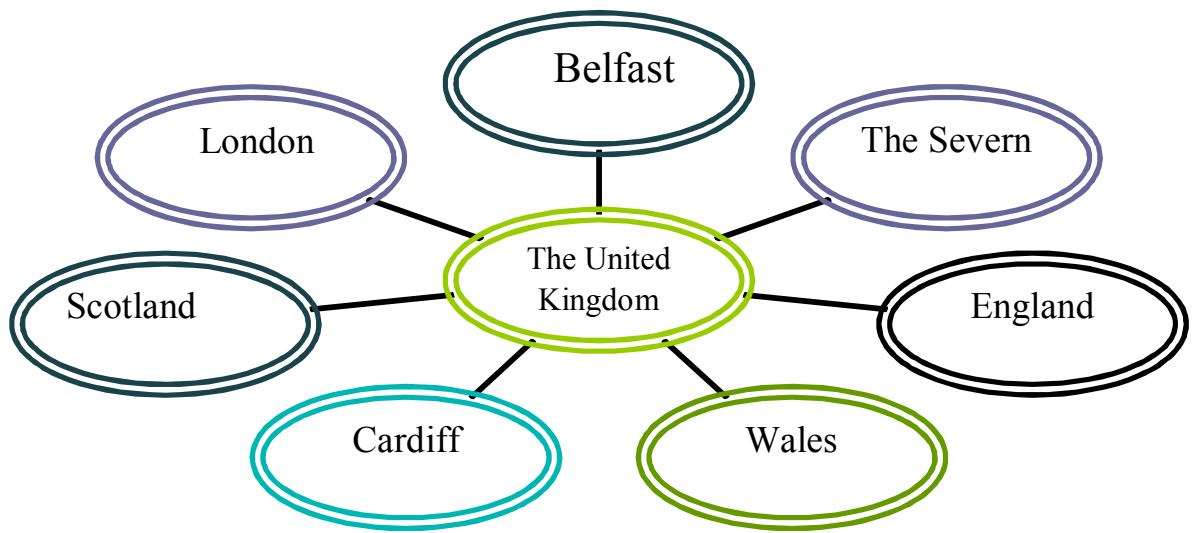 Belfast
London
The Severn
The United
Kingdom
Scotland
England
Cardiff
Wales